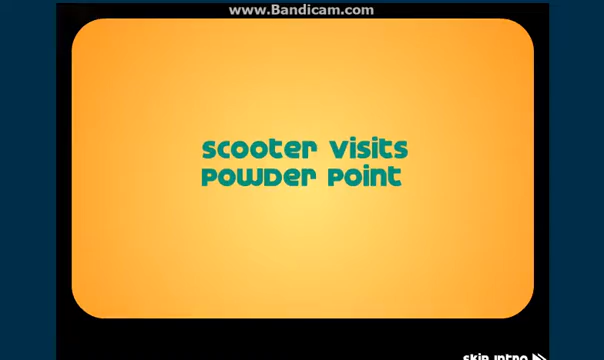 www.Bandicam.com
scooter visits
powder point
skip intro